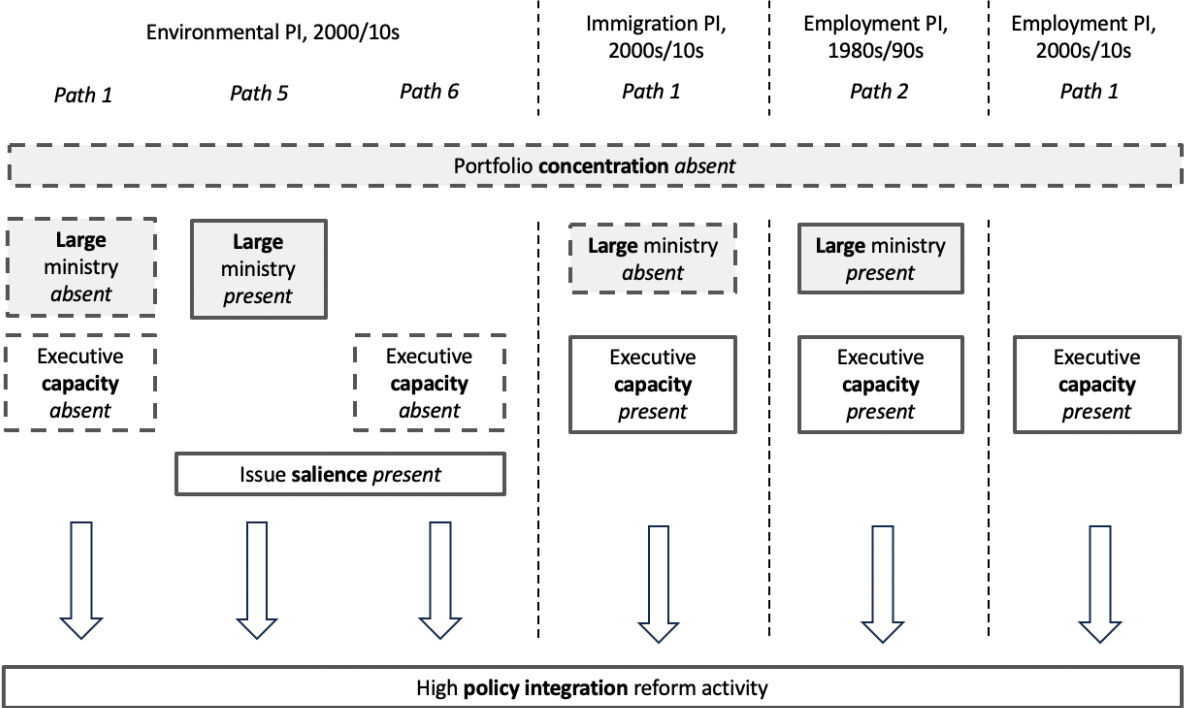 Environmental PI, 2000/10s
Immigration PI,
2000s/10s
Employment PI,
1980s/90s
Employment PI,
2000s/10s
Path 1
Path 5
Path 6
Path 1
Path 2
Path 1
Portfolio concentration absent
Large
ministry
absent
Large
ministry
present
Large ministry
absent
Large ministry
present
Executive
capacity
absent
Executive
capacity
absent
Executive
capacity
present
Executive
capacity
present
Executive
capacity
present
Issue salience present
High policy integration reform activity